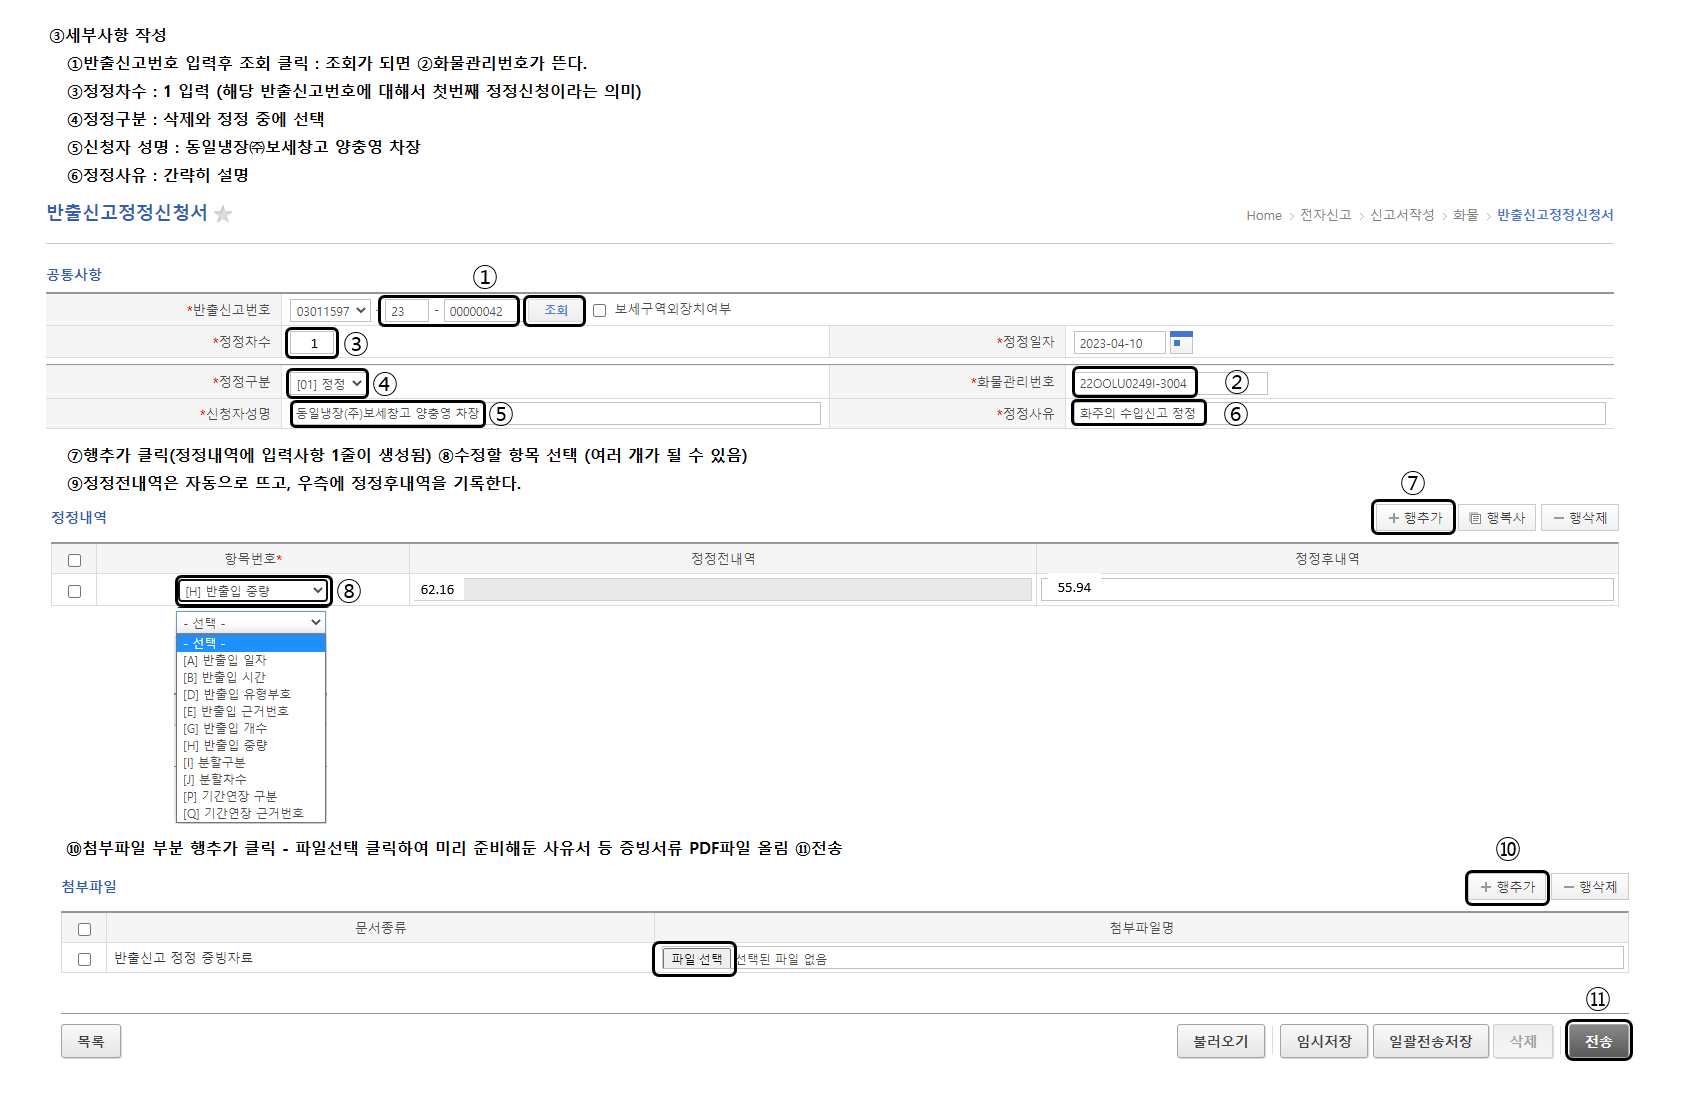 ③세부사항 작성
①반출신고번호 입력후 조회 클릭 : 조회가 되면 ②화물관리번호가 뜬다.
③정정차수 : 1 입력 (해당 반출신고번호에 대해서 첫번째 정정신청이라는 의미)
④정정구분 : 삭제와 정정 중에 선택
⑤신청자 성명 : 동일냉장㈜보세창고 양충영 차장
⑥정정사유 : 간략히 설명
반출신고정정신청서
Home > 전자신고 > 신고서작성 > 화물 > 반출신고정정신청서
공통사항
①
*반출신고번호 03011597 - 23 - 00000042 조회 보세구역외장치여부
*정정차수 1 ③ *정정일자 2023-04-10
*정정구분 [01] 정정 ④ *화물관리번호 22OOLU0249I-3004 ②
*신청자성명 동일냉장(주)보세창고 양충영 차장 ⑤ *정정사유 화주의 수입신고 정정 ⑥
⑦행추가 클릭(정정내역에 입력사항 1줄이 생성됨) ⑧수정할 항목 선택 (여러 개가 될 수 있음)
⑨정정전내역은 자동으로 뜨고, 우측에 정정후내역을 기록한다.
⑦
정정내역 + 행추가 행복사 - 행삭제
항목번호* 정정전내역 정정후내역
[H] 반출입 중량 ⑧ 62.16 55.94
- 선택 -
- 선택 -
[A] 반출입 일자
[B] 반출입 시간
[D] 반출입 유형부호
[E] 반출입 근거번호
[G] 반출입 개수
[H] 반출입 중량
[I] 분할구분
[J] 분할차수
[P] 기간연장 구분
[Q] 기간연장 근거번호
⑩첨부파일 부분 행추가 클릭 - 파일선택 클릭하여 미리 준비해둔 사유서 등 증빙서류 PDF파일 올림 ⑪전송
⑩
첨부파일 + 행추가 - 행삭제
문서종류 첨부파일명
반출신고 정정 증빙자료 파일 선택 선택된 파일 없음
⑪
목록 불러오기 임시저장 일괄전송저장 삭제 전송